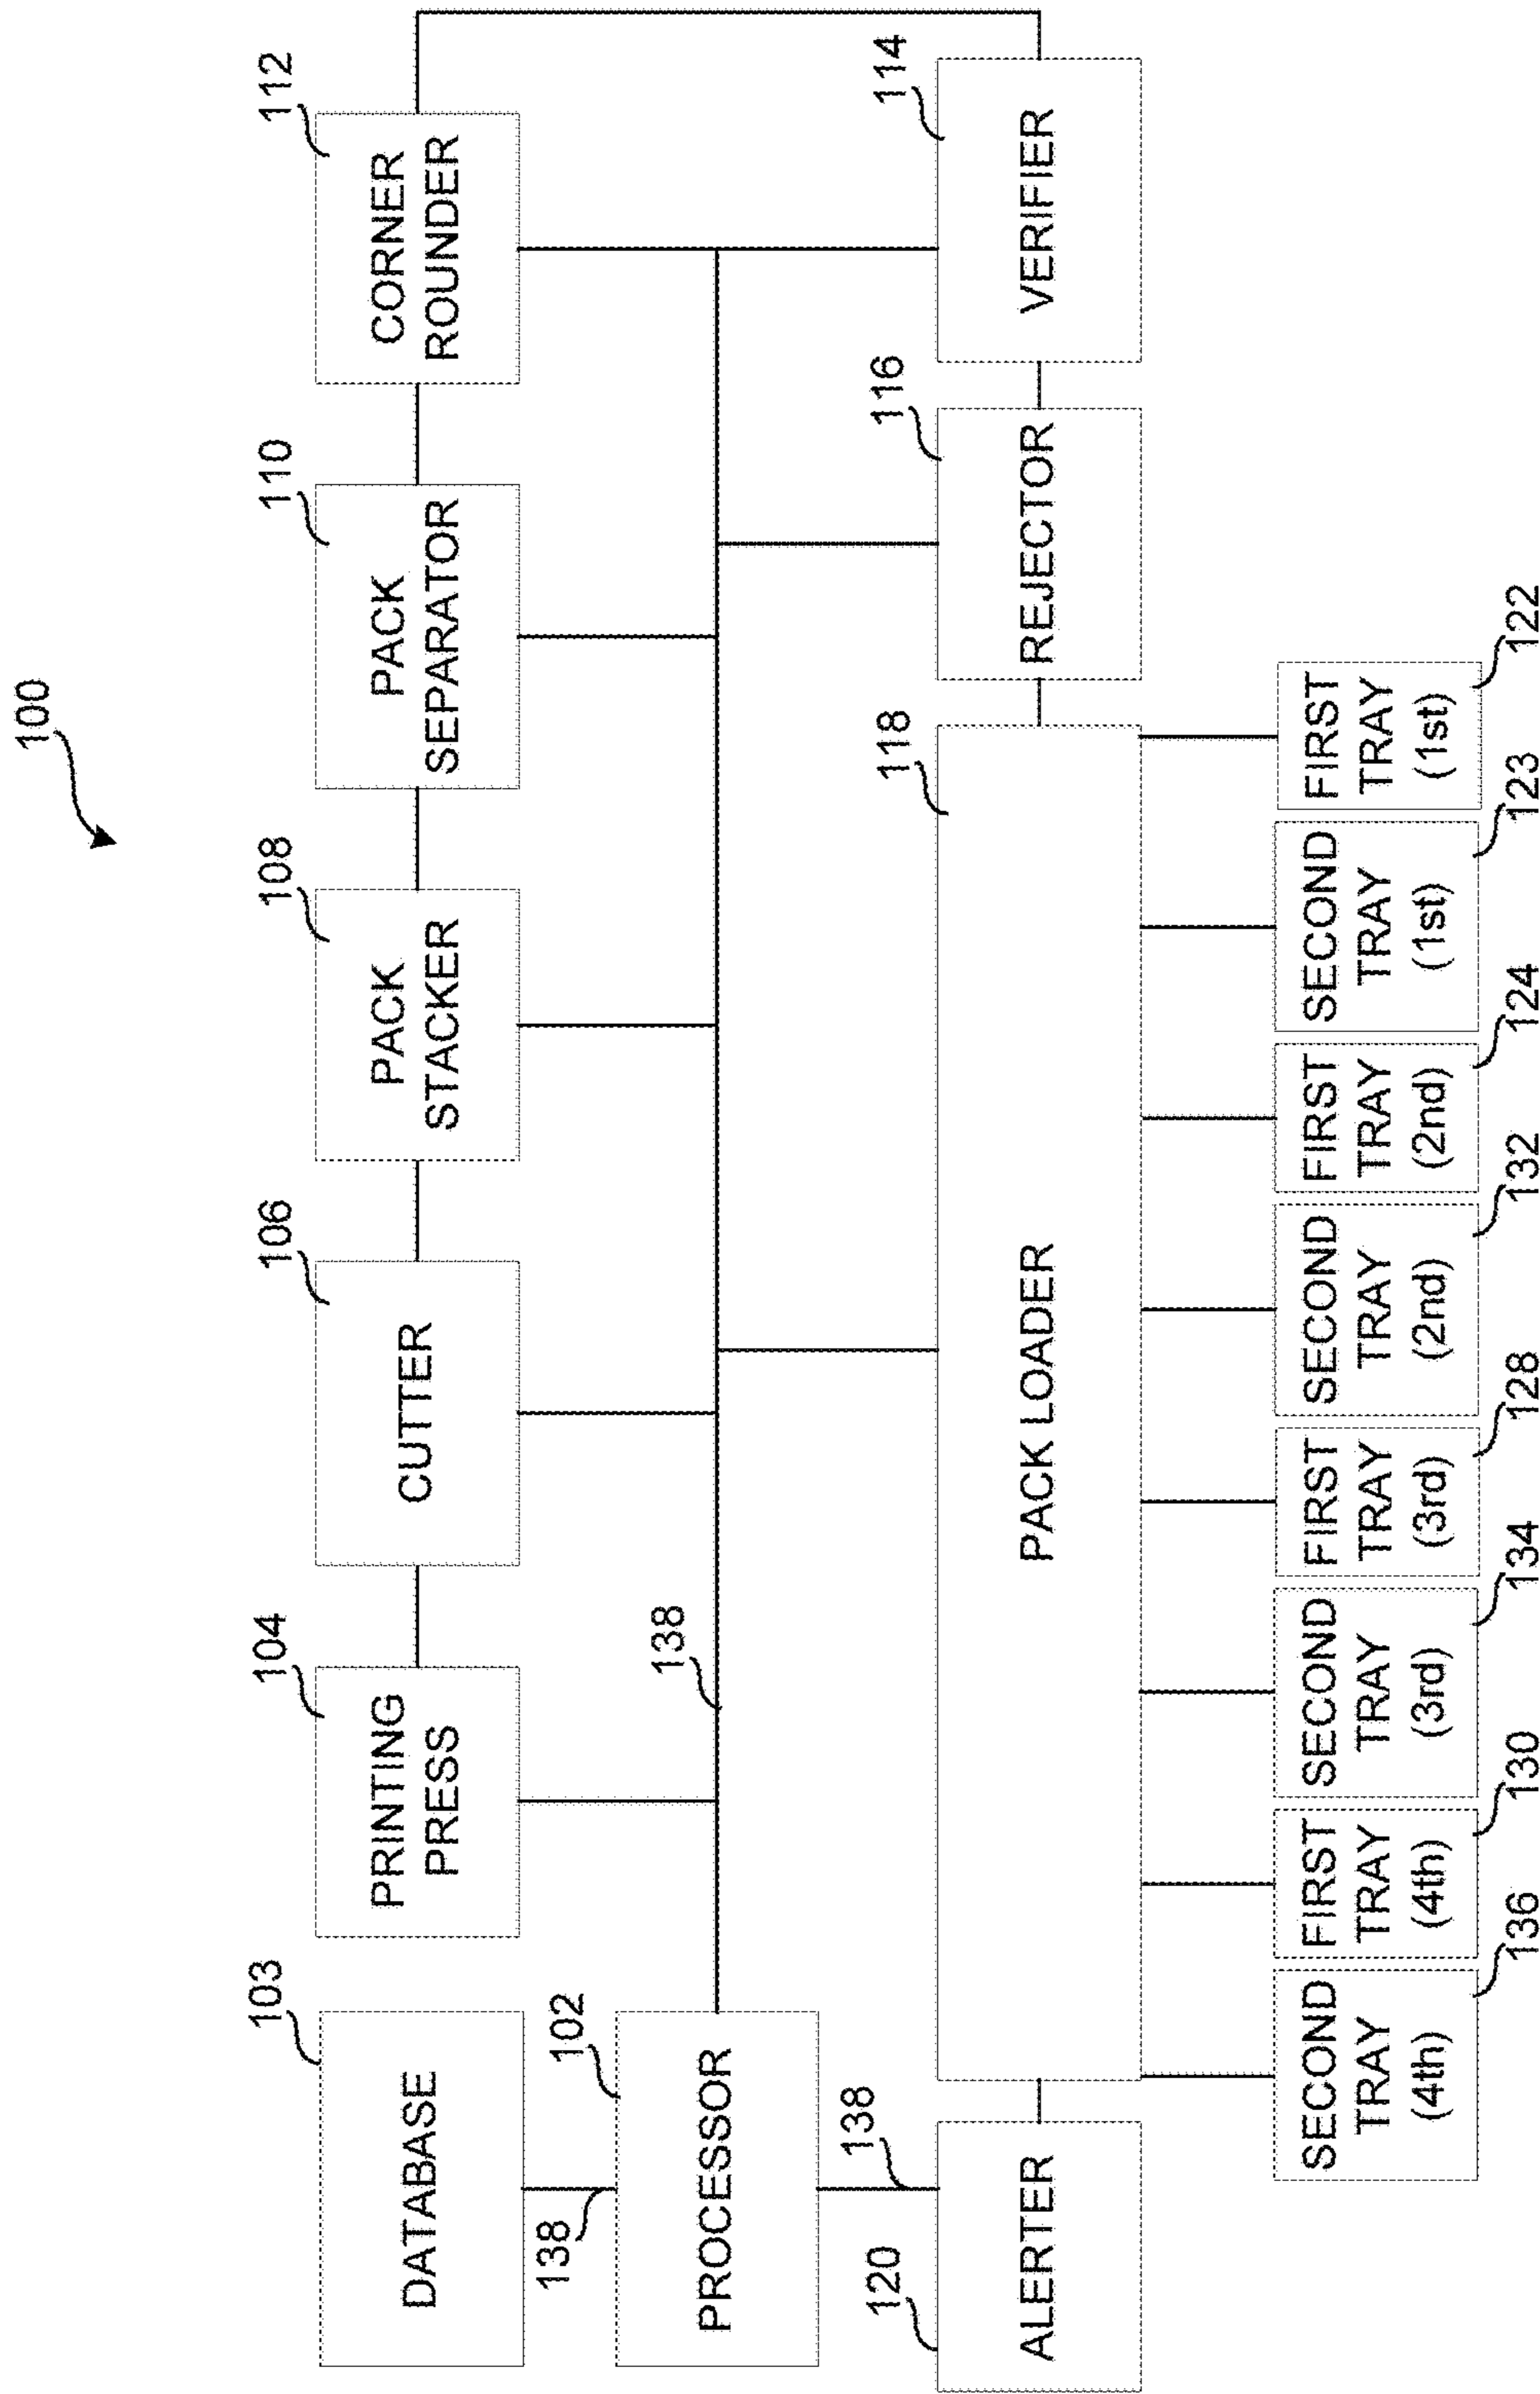 100
103
DATABASE
104
PRINTING
PRESS
106
CUTTER
108
PACK
STACKER
110
PACK
SEPARATOR
112
CORNER
ROUNDER
138
102
PROCESSOR
138
138
120
ALERTER
118
PACK LOADER
116
REJECTOR
114
VERIFIER
SECOND
TRAY
(4th)
136
FIRST
TRAY
(4th)
130
SECOND
TRAY
(3rd)
134
FIRST
TRAY
(3rd)
128
SECOND
TRAY
(2nd)
132
FIRST
TRAY
(2nd)
124
SECOND
TRAY
(1st)
123
FIRST
TRAY
(1st)
122